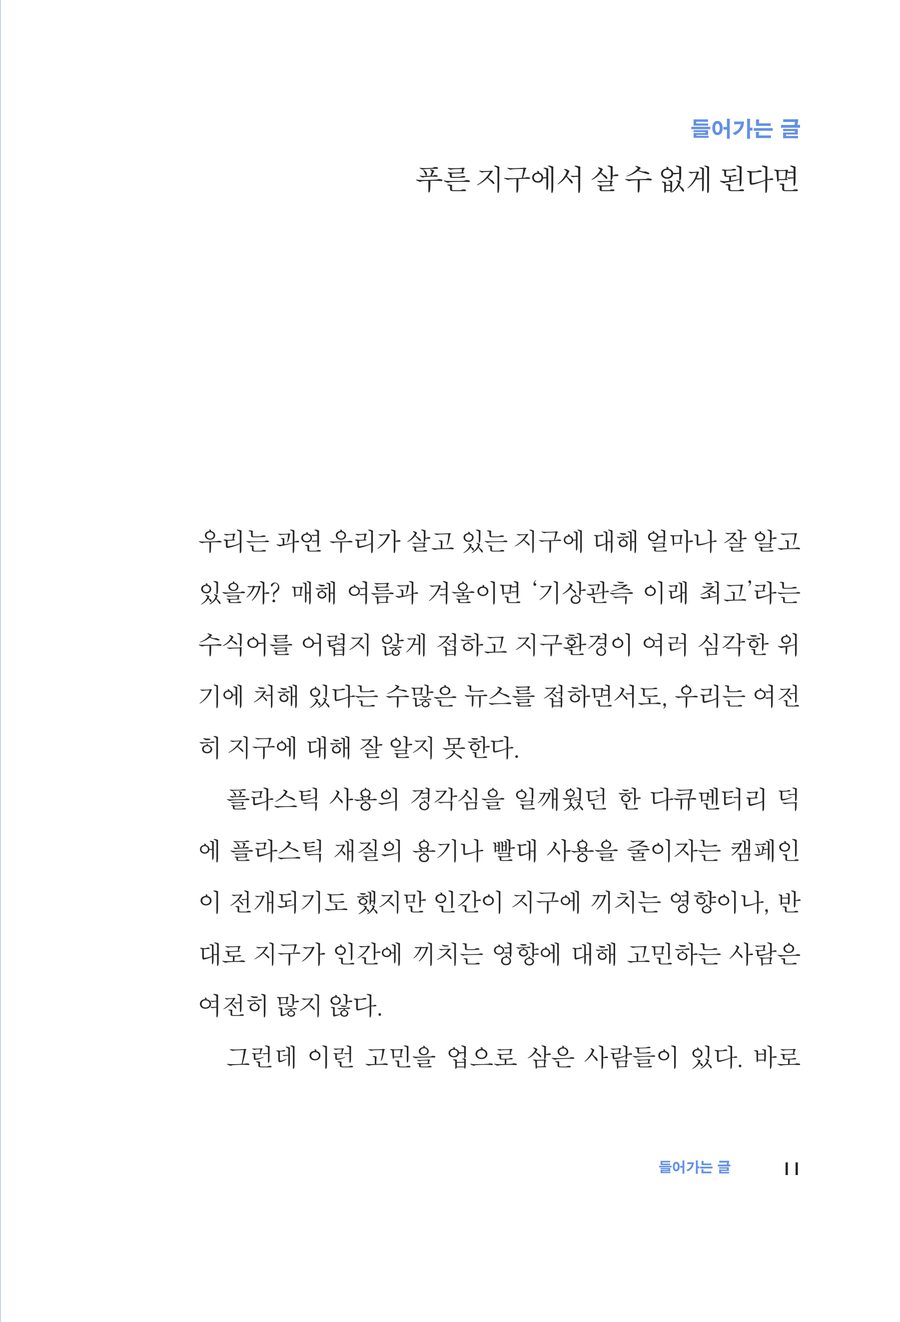 들어가는 글
푸른 지구에서 살 수 없게 된다면
우리는 과연 우리가 살고 있는 지구에 대해 얼마나 잘 알고
있을까? 매해 여름과 겨울이면 ‘기상관측 이래 최고’라는
수식어를 어렵지 않게 접하고 지구환경이 여러 심각한 위
기에 처해 있다는 수많은 뉴스를 접하면서도, 우리는 여전
히 지구에 대해 잘 알지 못한다.
플라스틱 사용의 경각심을 일깨웠던 한 다큐멘터리 덕
에 플라스틱 재질의 용기나 빨대 사용을 줄이자는 캠페인
이 전개되기도 했지만 인간이 지구에 끼치는 영향이나, 반
대로 지구가 인간에 끼치는 영향에 대해 고민하는 사람은
여전히 많지 않다.
그런데 이런 고민을 업으로 삼은 사람들이 있다. 바로
들어가는 글 11